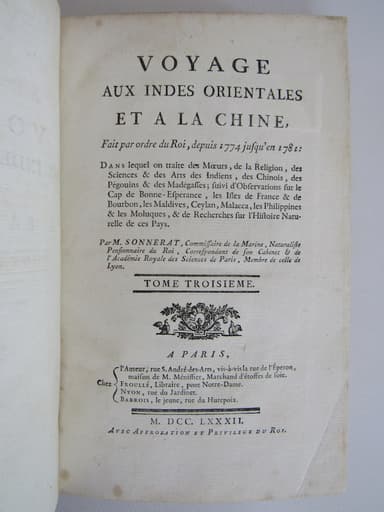 VOYAGE
AUX INDES ORIENTALES
ET A LA CHINE,
Fait par ordre du Roi, depuis 1774 jusqu'en 1781:
DANS lequel on traite des Mœurs, de la Religion, des
Sciences & des Arts des Indiens, des Chinois, des
Pégouins & des Madégasses; suivi d'Observations sur le
Cap de Bonne-Espérance, les Isles de France & de
Bourbon, les Maldives, Ceylan, Malacca, les Philippines
& les Moluques, & de Recherches sur l'Histoire Natu-
relle de ces Pays.
Par M. SONNERAT, Commissaire de la Marine, Naturaliste
Pensionnaire du Roi, Correspondant de son Cabinet & de
l'Académie Royale des Sciences de Paris, Membre de celle de
Lyon.
TOME TROISIEME.
A PARIS,
Chez
l'Auteur, rue S. André-des-Arts, vis-à-vis la rue de l'Éperon,
maison de M. Ménissier, Marchand d'étoffes de soie.
FROULLÉ, Libraire, pont Notre-Dame.
NYON, rue du Jardinet.
BARROIS, le jeune, rue du Hurepoix.
M. DCC. LXXXII.
AVEC APPROBATION ET PRIVILEGE DU ROI.